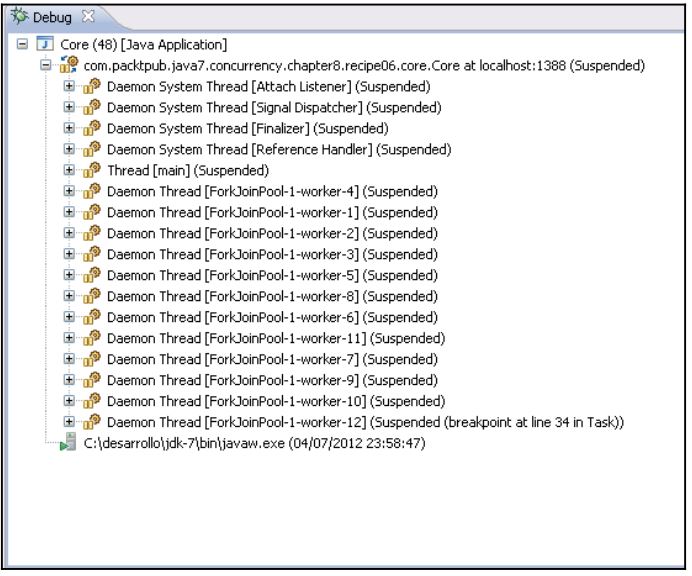 Debug
Core (48) [Java Application]
com.packtpub.java7.concurrency.chapter8.recipe06.core.Core at localhost:1388 (Suspended)
Daemon System Thread [Attach Listener] (Suspended)
Daemon System Thread [Signal Dispatcher] (Suspended)
Daemon System Thread [Finalizer] (Suspended)
Daemon System Thread [Reference Handler] (Suspended)
Thread [main] (Suspended)
Daemon Thread [ForkJoinPool-1-worker-4] (Suspended)
Daemon Thread [ForkJoinPool-1-worker-1] (Suspended)
Daemon Thread [ForkJoinPool-1-worker-2] (Suspended)
Daemon Thread [ForkJoinPool-1-worker-3] (Suspended)
Daemon Thread [ForkJoinPool-1-worker-5] (Suspended)
Daemon Thread [ForkJoinPool-1-worker-8] (Suspended)
Daemon Thread [ForkJoinPool-1-worker-6] (Suspended)
Daemon Thread [ForkJoinPool-1-worker-11] (Suspended)
Daemon Thread [ForkJoinPool-1-worker-7] (Suspended)
Daemon Thread [ForkJoinPool-1-worker-9] (Suspended)
Daemon Thread [ForkJoinPool-1-worker-10] (Suspended)
Daemon Thread [ForkJoinPool-1-worker-12] (Suspended (breakpoint at line 34 in Task))
C:\desarrollo\jdk-7\bin\javaw.exe (04/07/2012 23:58:47)